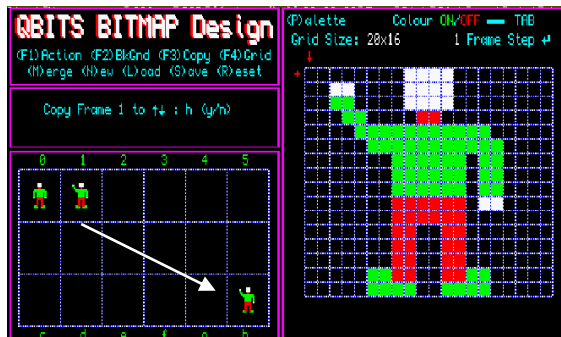 QBITS BITMAP Design
(F1)Action (F2)BkGnd (F3)Copy (F4)Grid
(M)erge (N)ew (L)oad (S)ave (R)eset
Copy Frame 1 to ↑↓ : h (y/n)
0 1 2 3 4 5
c d e f g h
(P)alette Colour ON/OFF TAB
Grid Size: 20x16 1 Frame Step ↵